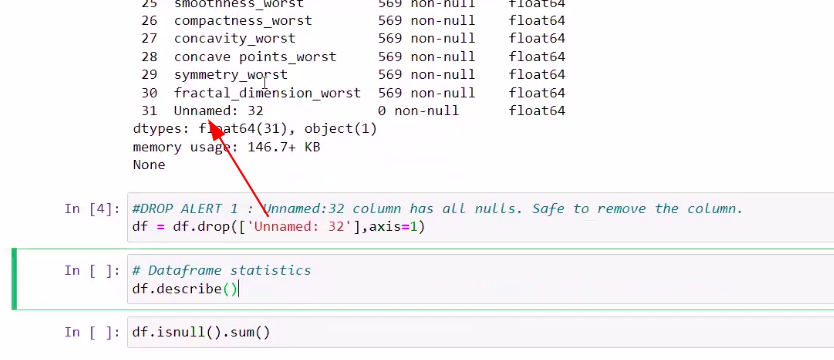 25 smoothness_worst 569 non-null float64
26 compactness_worst 569 non-null float64
27 concavity_worst 569 non-null float64
28 concave points_worst 569 non-null float64
29 symmetry_worst 569 non-null float64
30 fractal_dimension_worst 569 non-null float64
31 Unnamed: 32 0 non-null float64
dtypes: float64(31), object(1)
memory usage: 146.7+ KB
None
In [4]: #DROP ALERT 1 : Unnamed:32 column has all nulls. Safe to remove the column.
df = df.drop(['Unnamed: 32'],axis=1)
In [ ]: # Dataframe statistics
df.describe()
In [ ]: df.isnull().sum()